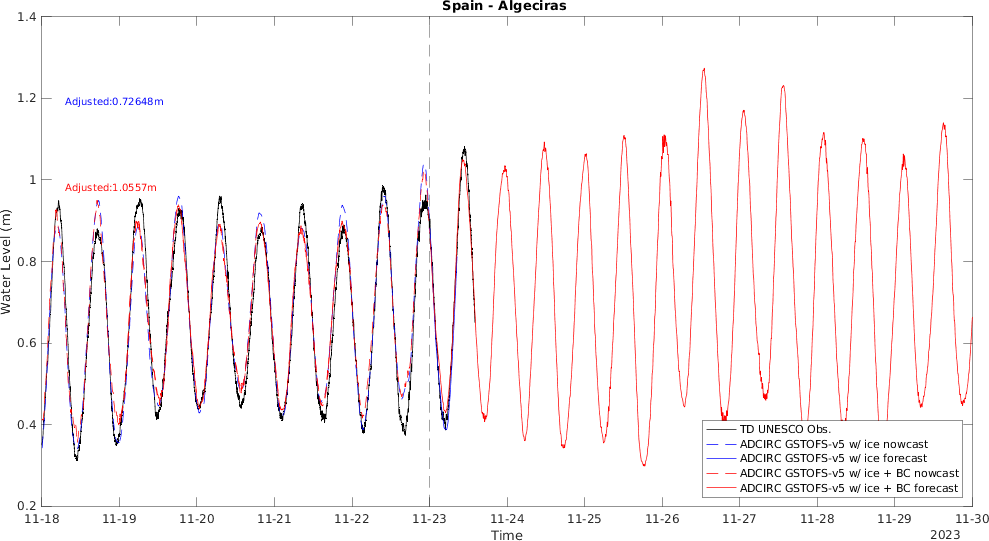 Spain - Algeciras
1.4
1.2
1
0.8
0.6
0.4
0.2
Water Level (m)
Adjusted:0.72648m
Adjusted:1.0557m
TD UNESCO Obs.
ADCIRC GSTOFS-v5 w/ ice nowcast
ADCIRC GSTOFS-v5 w/ ice forecast
ADCIRC GSTOFS-v5 w/ ice + BC nowcast
ADCIRC GSTOFS-v5 w/ ice + BC forecast
11-18 11-19 11-20 11-21 11-22 11-23 11-24 11-25 11-26 11-27 11-28 11-29 11-30
Time
2023